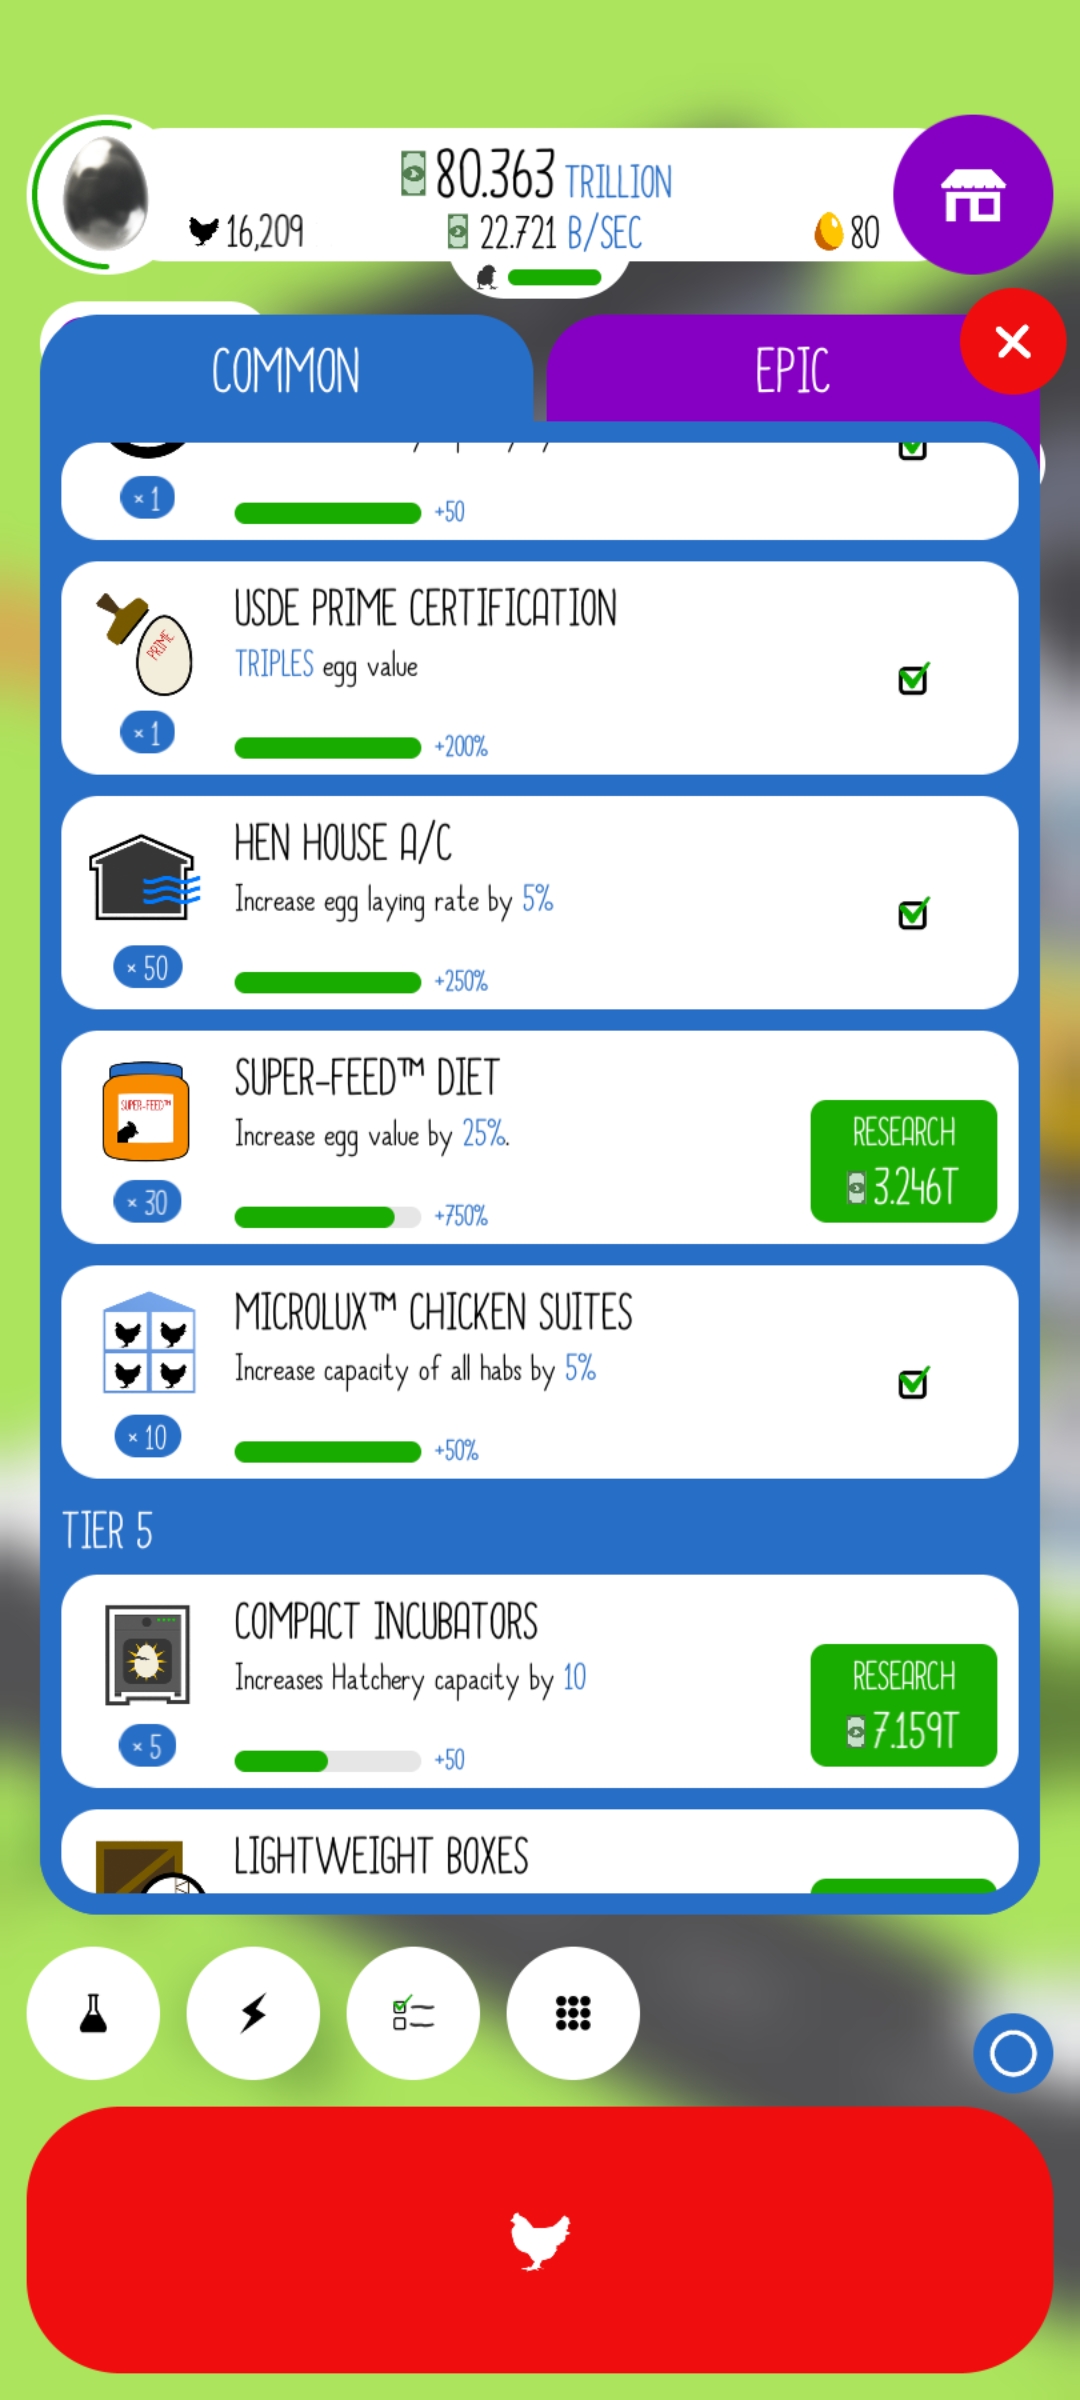 80.363 TRILLION
16,209
22.721 B/SEC
80
COMMON
EPIC
× 1
+50
USDE PRIME CERTIFICATION
TRIPLES egg value
PRIME
× 1
+200%
HEN HOUSE A/C
Increase egg laying rate by 5%
× 50
+250%
SUPER-FEED™ DIET
Increase egg value by 25%.
SUPER-FEED™
RESEARCH
3.246T
× 30
+750%
MICROLUX™ CHICKEN SUITES
Increase capacity of all habs by 5%
× 10
+50%
TIER 5
COMPACT INCUBATORS
Increases Hatchery capacity by 10
RESEARCH
7.159T
× 5
+50
LIGHTWEIGHT BOXES